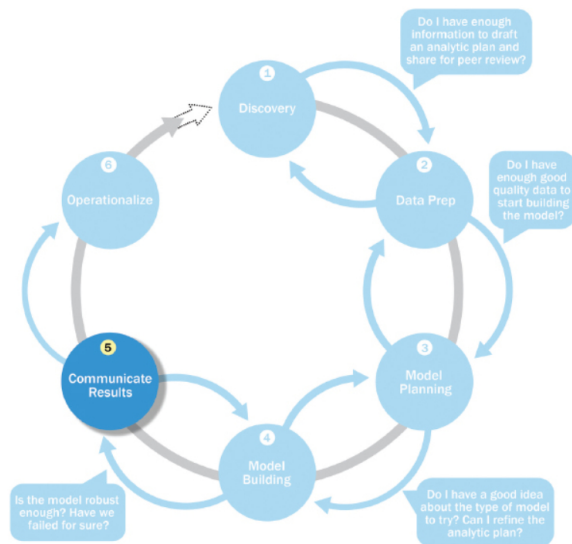 Do I have enough
information to draft
an analytic plan and
share for peer review?
1
Discovery
2
Data Prep
Do I have
enough good
quality data to
start building
the model?
3
Model
Planning
Do I have a good idea
about the type of model
to try? Can I refine the
analytic plan?
4
Model
Building
Is the model robust
enough? Have we
failed for sure?
5
Communicate
Results
6
Operationalize